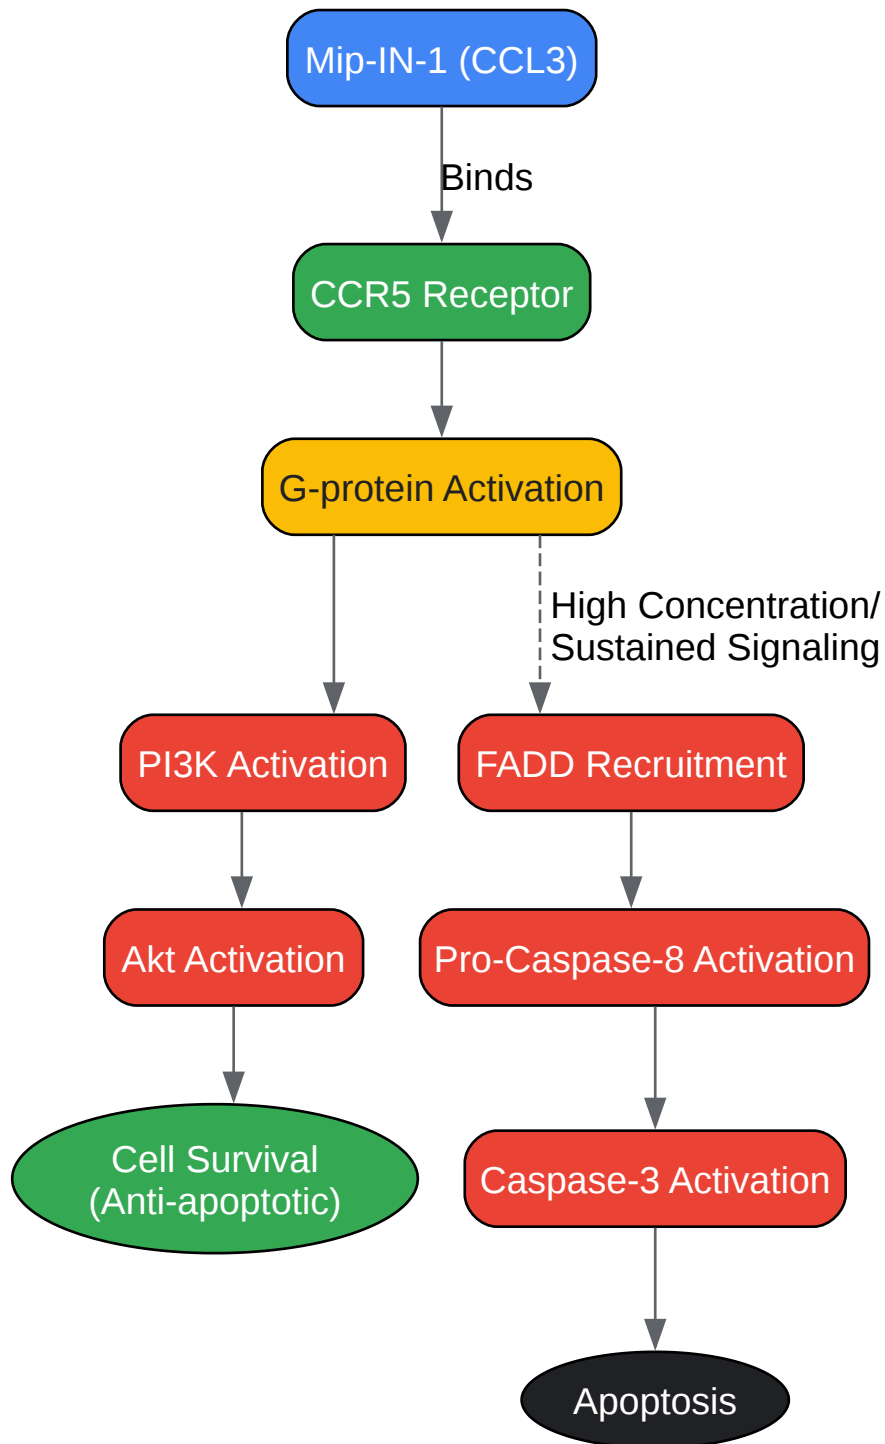 Mip-IN-1 (CCL3)
Binds
CCR5 Receptor
G-protein Activation
High Concentration/
Sustained Signaling
PI3K Activation
FADD Recruitment
Akt Activation
Pro-Caspase-8 Activation
Cell Survival
(Anti-apoptotic)
Caspase-3 Activation
Apoptosis